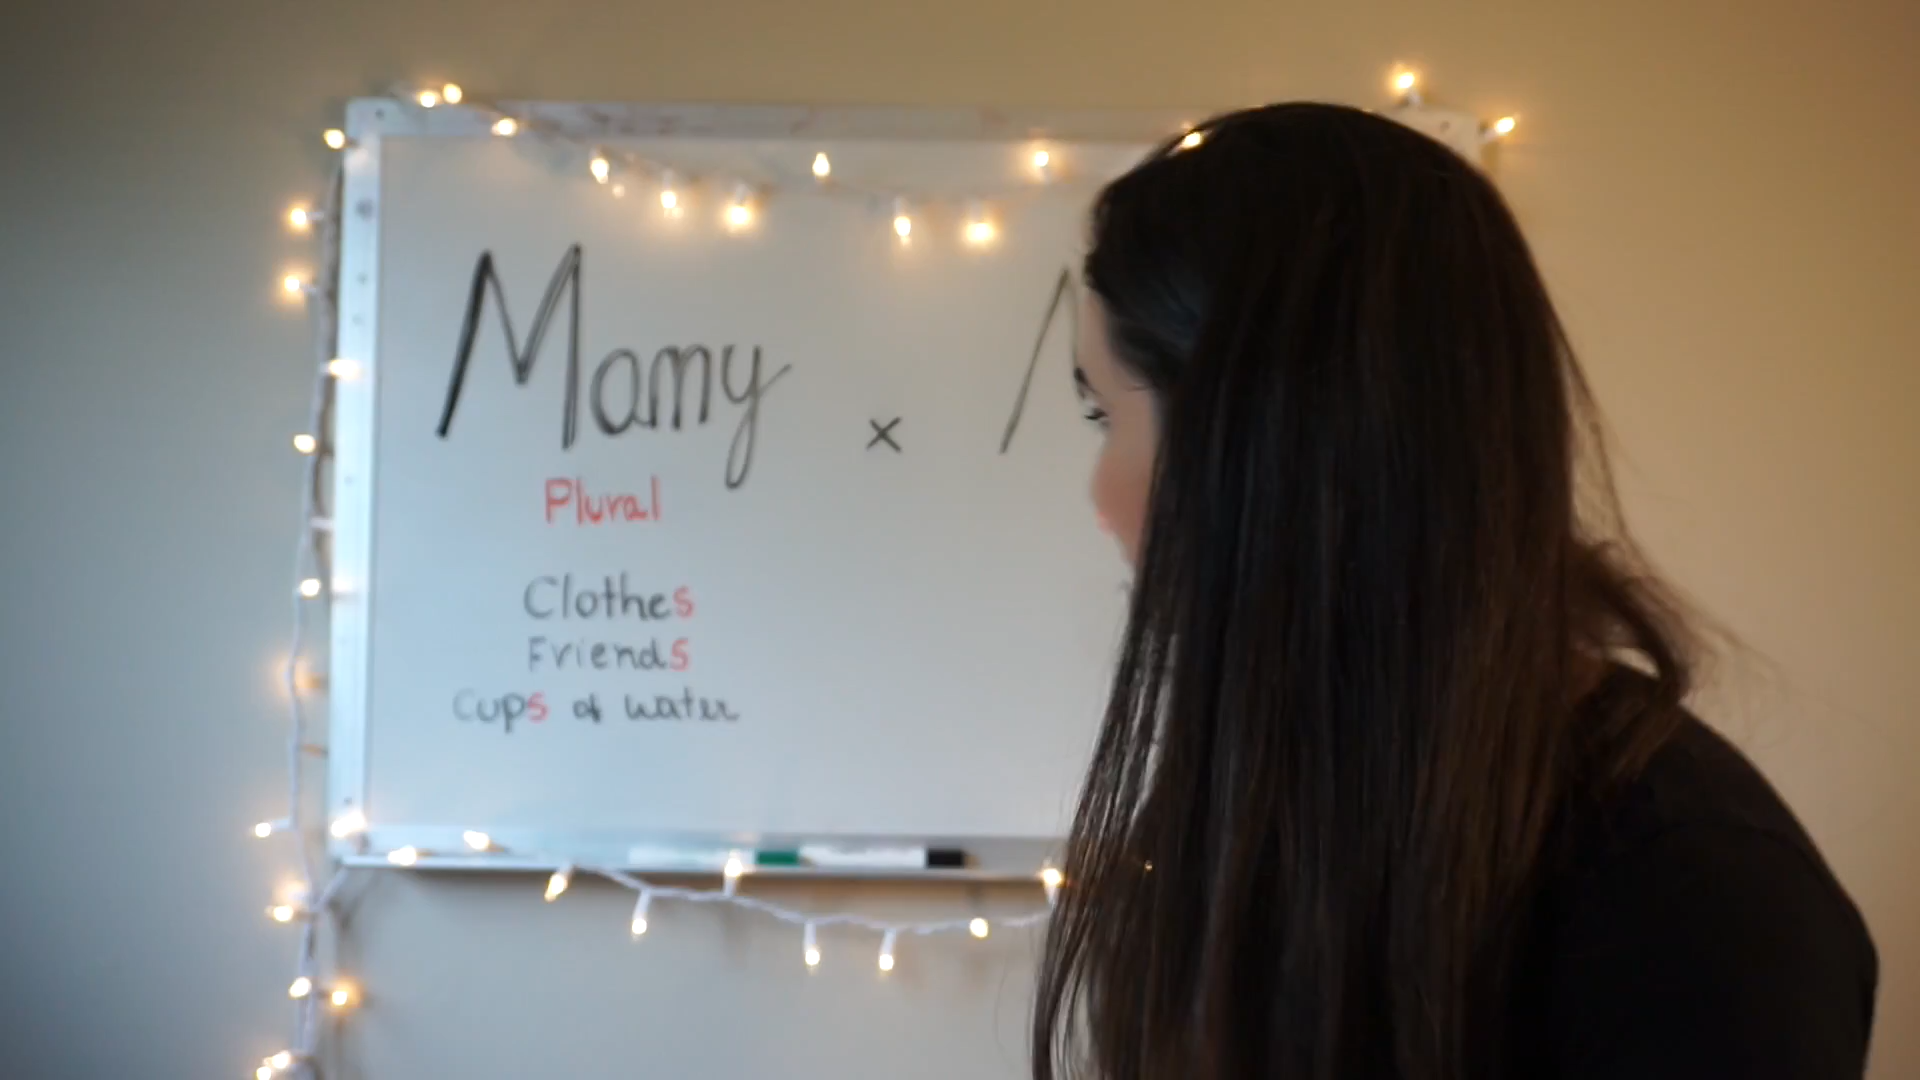 Many x M
Plural
Clothes
Friends
Cups of water